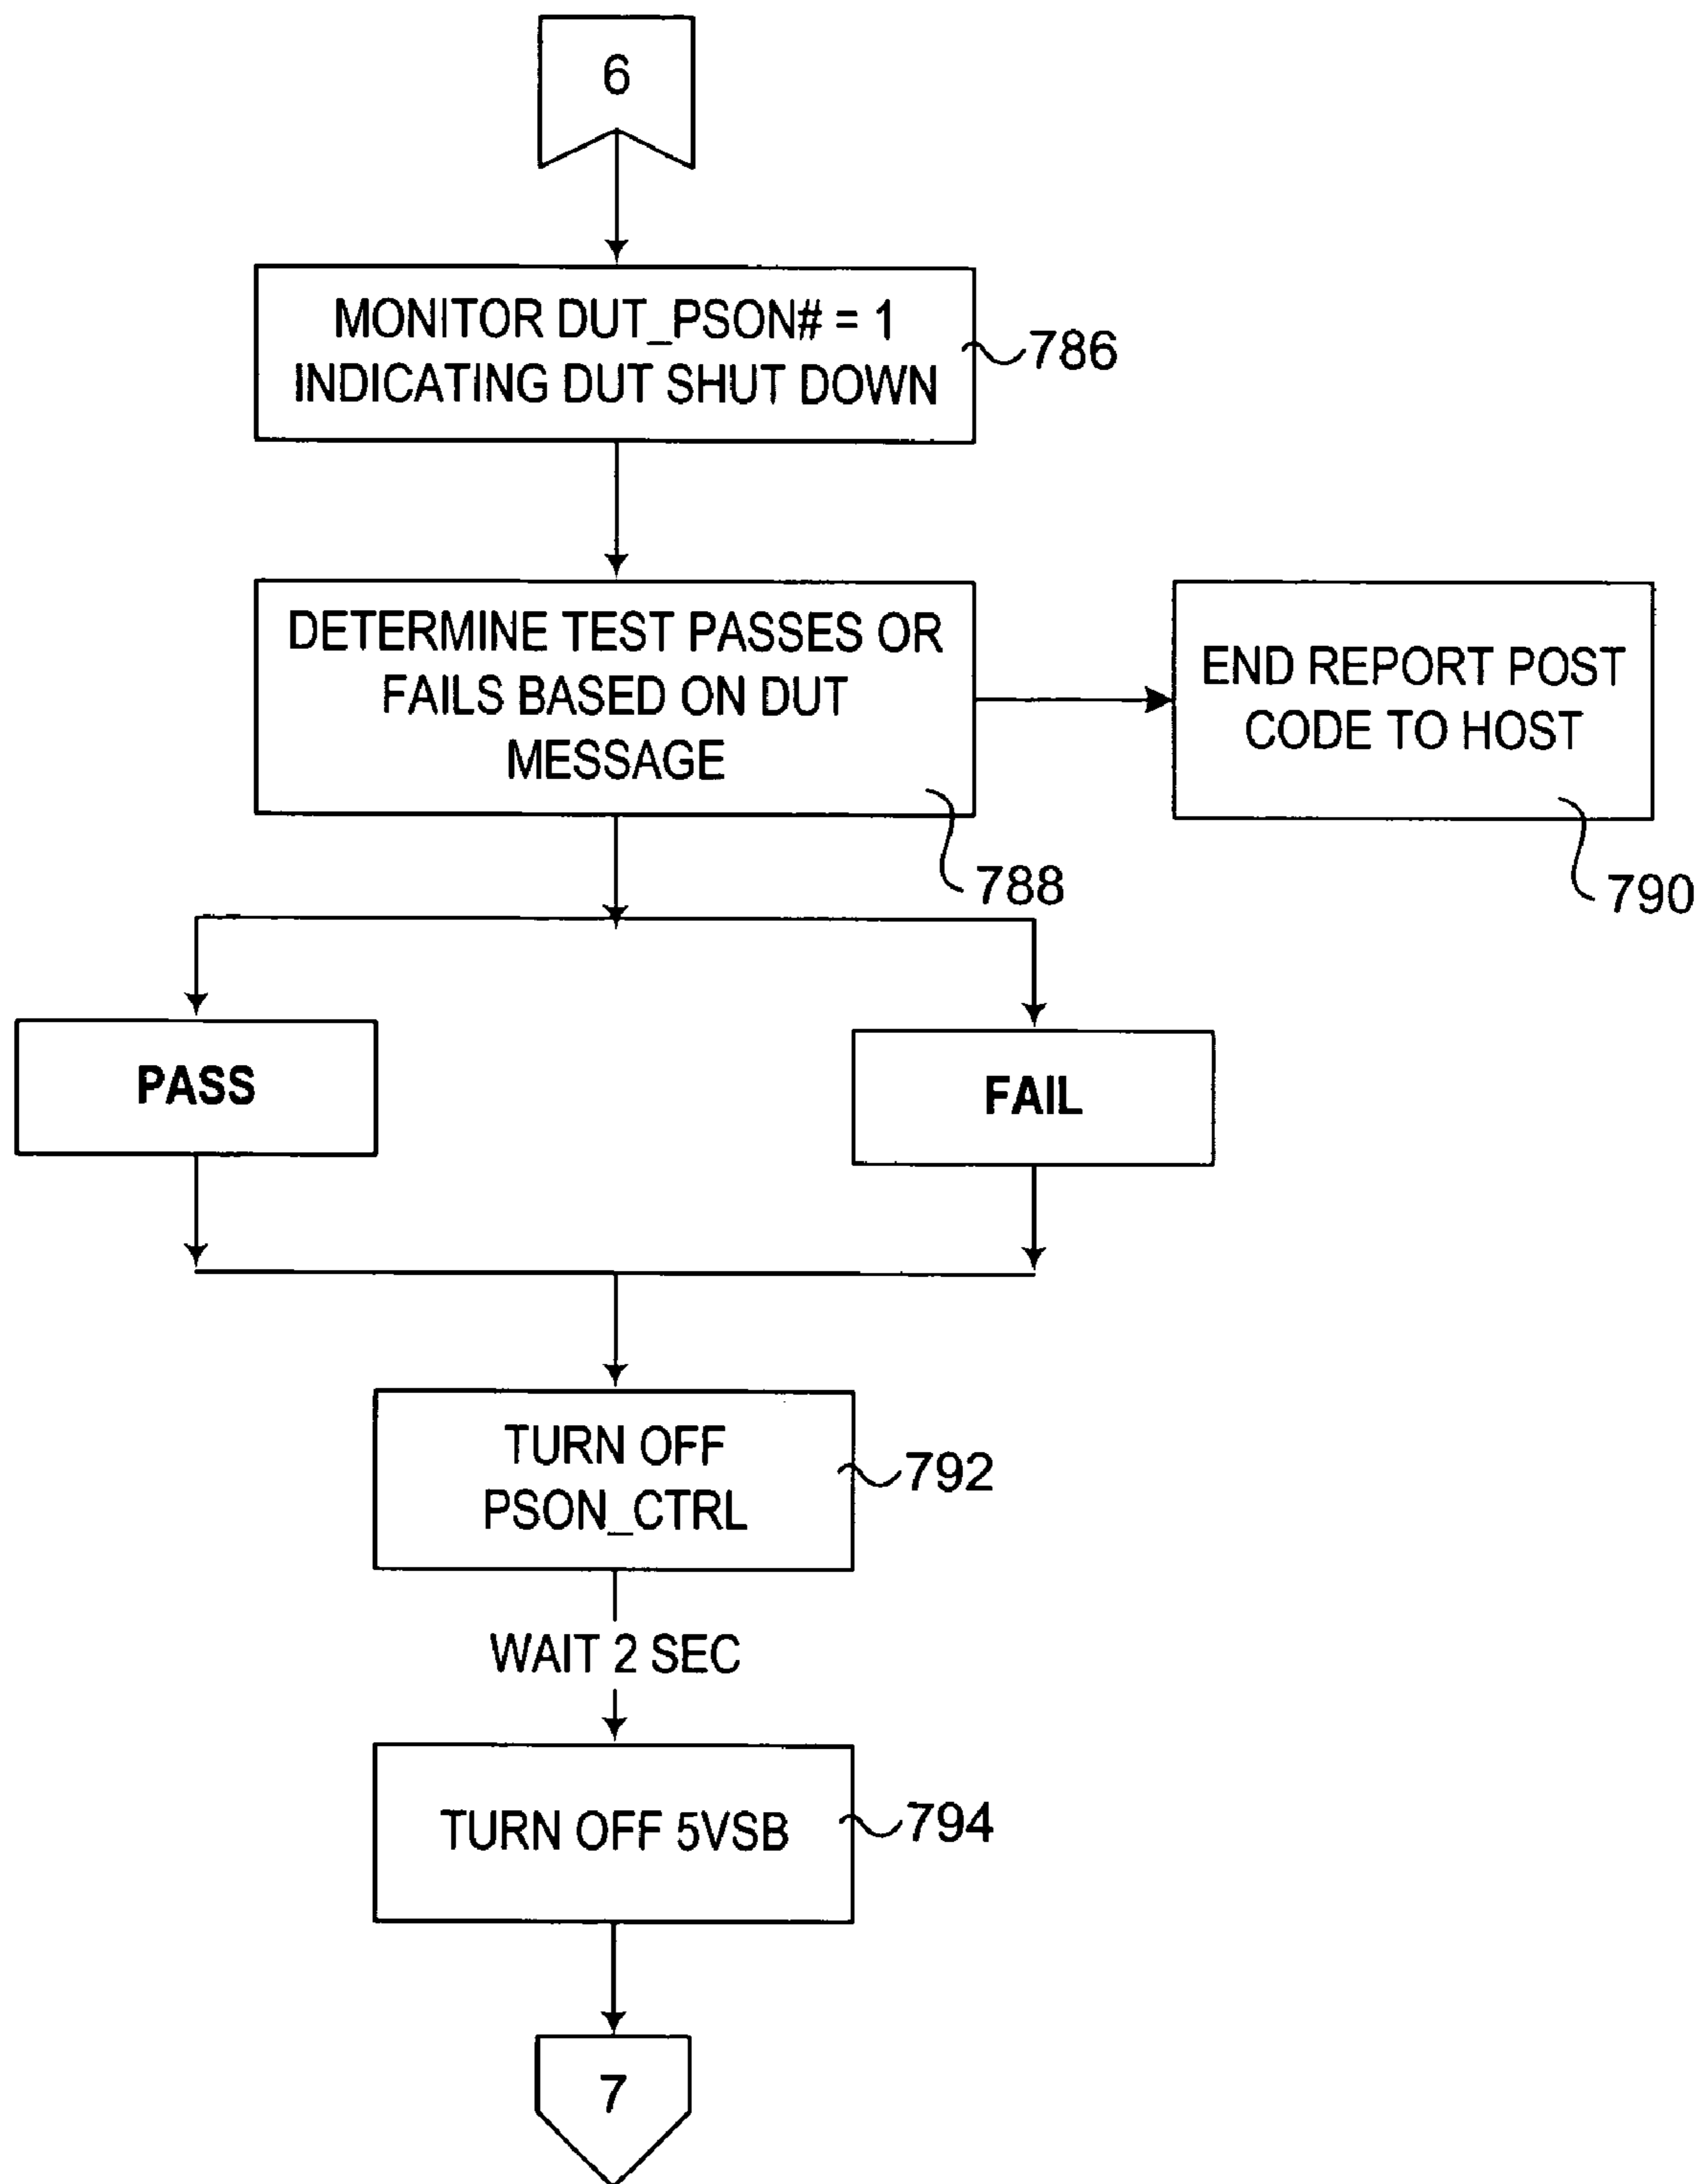 6
MONITOR DUT_PSON# = 1
INDICATING DUT SHUT DOWN
786
DETERMINE TEST PASSES OR
FAILS BASED ON DUT
MESSAGE
788
END REPORT POST
CODE TO HOST
790
PASS
FAIL
TURN OFF
PSON_CTRL
792
WAIT 2 SEC
TURN OFF 5VSB
794
7